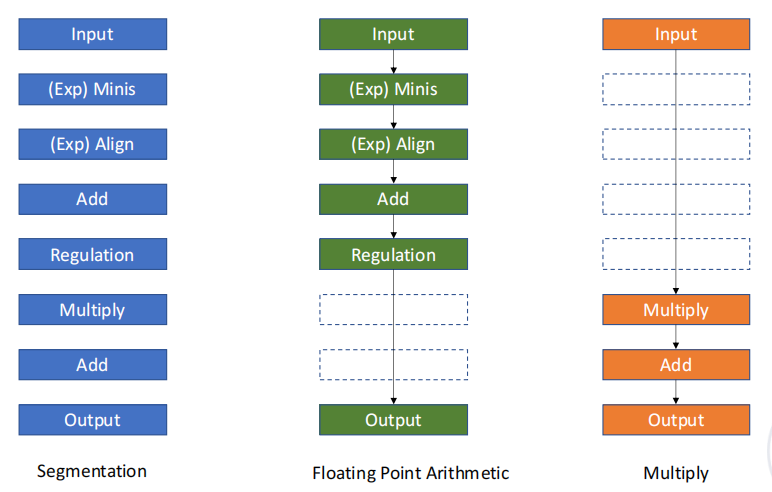 Input
(Exp) Minis
(Exp) Align
Add
Regulation
Multiply
Add
Output
Segmentation
Input
(Exp) Minis
(Exp) Align
Add
Regulation
Output
Floating Point Arithmetic
Input
Multiply
Add
Output
Multiply